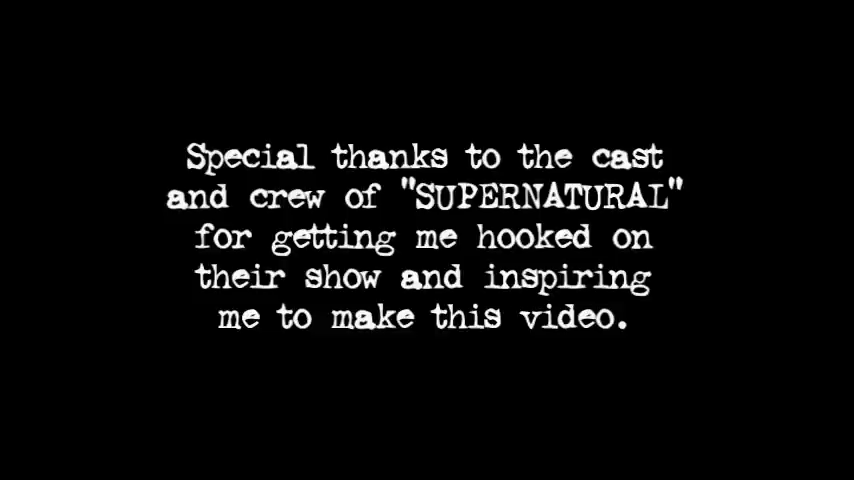 Special thanks to the cast
and crew of "SUPERNATURAL"
for getting me hooked on
their show and inspiring
me to make this video.